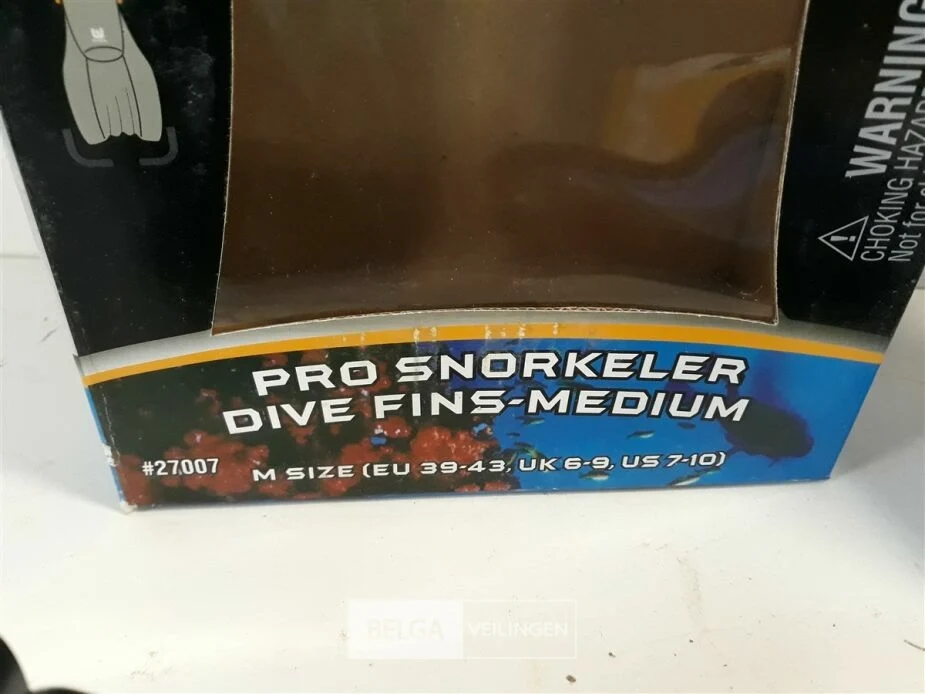 WARNING
CHOKING HAZARD
Not for
PRO SNORKELER
DIVE FINS-MEDIUM
#27007
M SIZE (EU 39-43, UK 6-9, US 7-10)
BELGA VEILINGEN